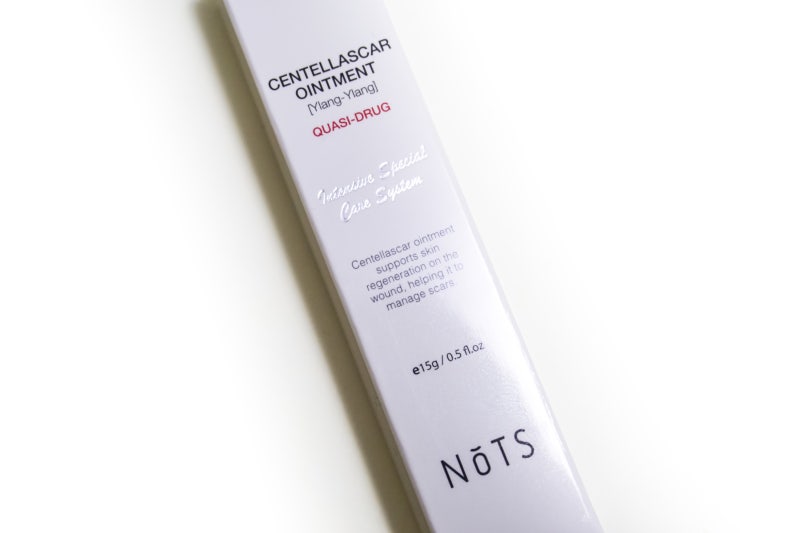 CENTELLASCAR
OINTMENT
[Ylang-Ylang]
QUASI-DRUG
Intensive Special
Care System
Centellascar ointment
supports skin
regeneration on the
wound, helping it to
manage scars.
e15g / 0.5 fl.oz
NōTS